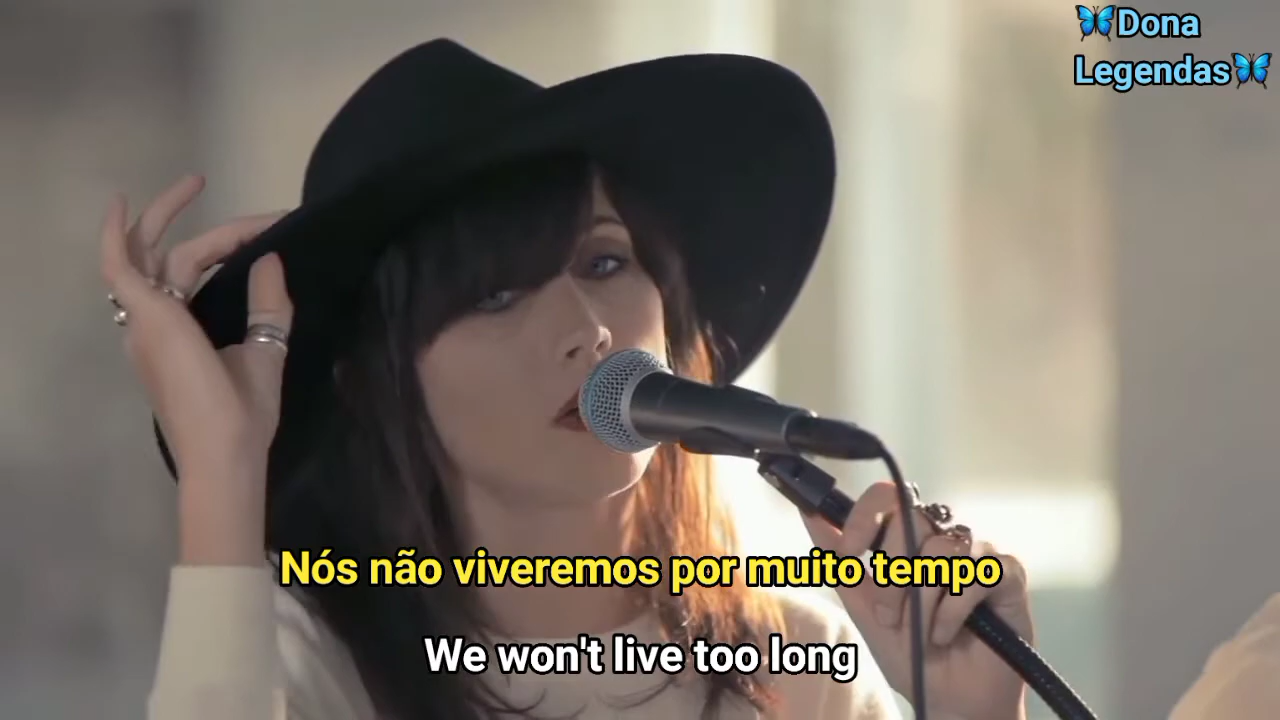 🦋Dona
Legendas🦋
Nós não viveremos por muito tempo
We won't live too long